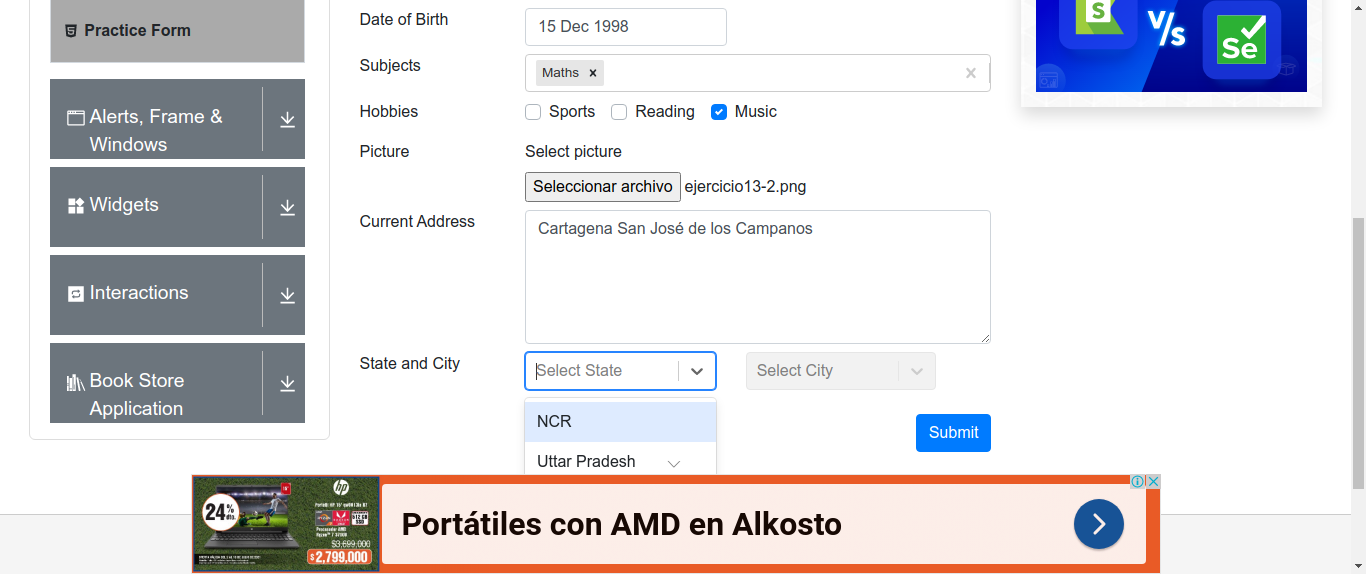 Practice Form
Alerts, Frame &
Windows
Widgets
Interactions
Book Store
Application
Date of Birth
15 Dec 1998
Subjects
Maths
Hobbies
Sports
Reading
Music
Picture
Select picture
Seleccionar archivo ejercicio13-2.png
Current Address
Cartagena San José de los Campanos
State and City
Select State
Select City
NCR
Uttar Pradesh
Submit
S
V/s
Se
24% dto.
hp
$3.699.000
$2,799,000
Portátiles con AMD en Alkosto